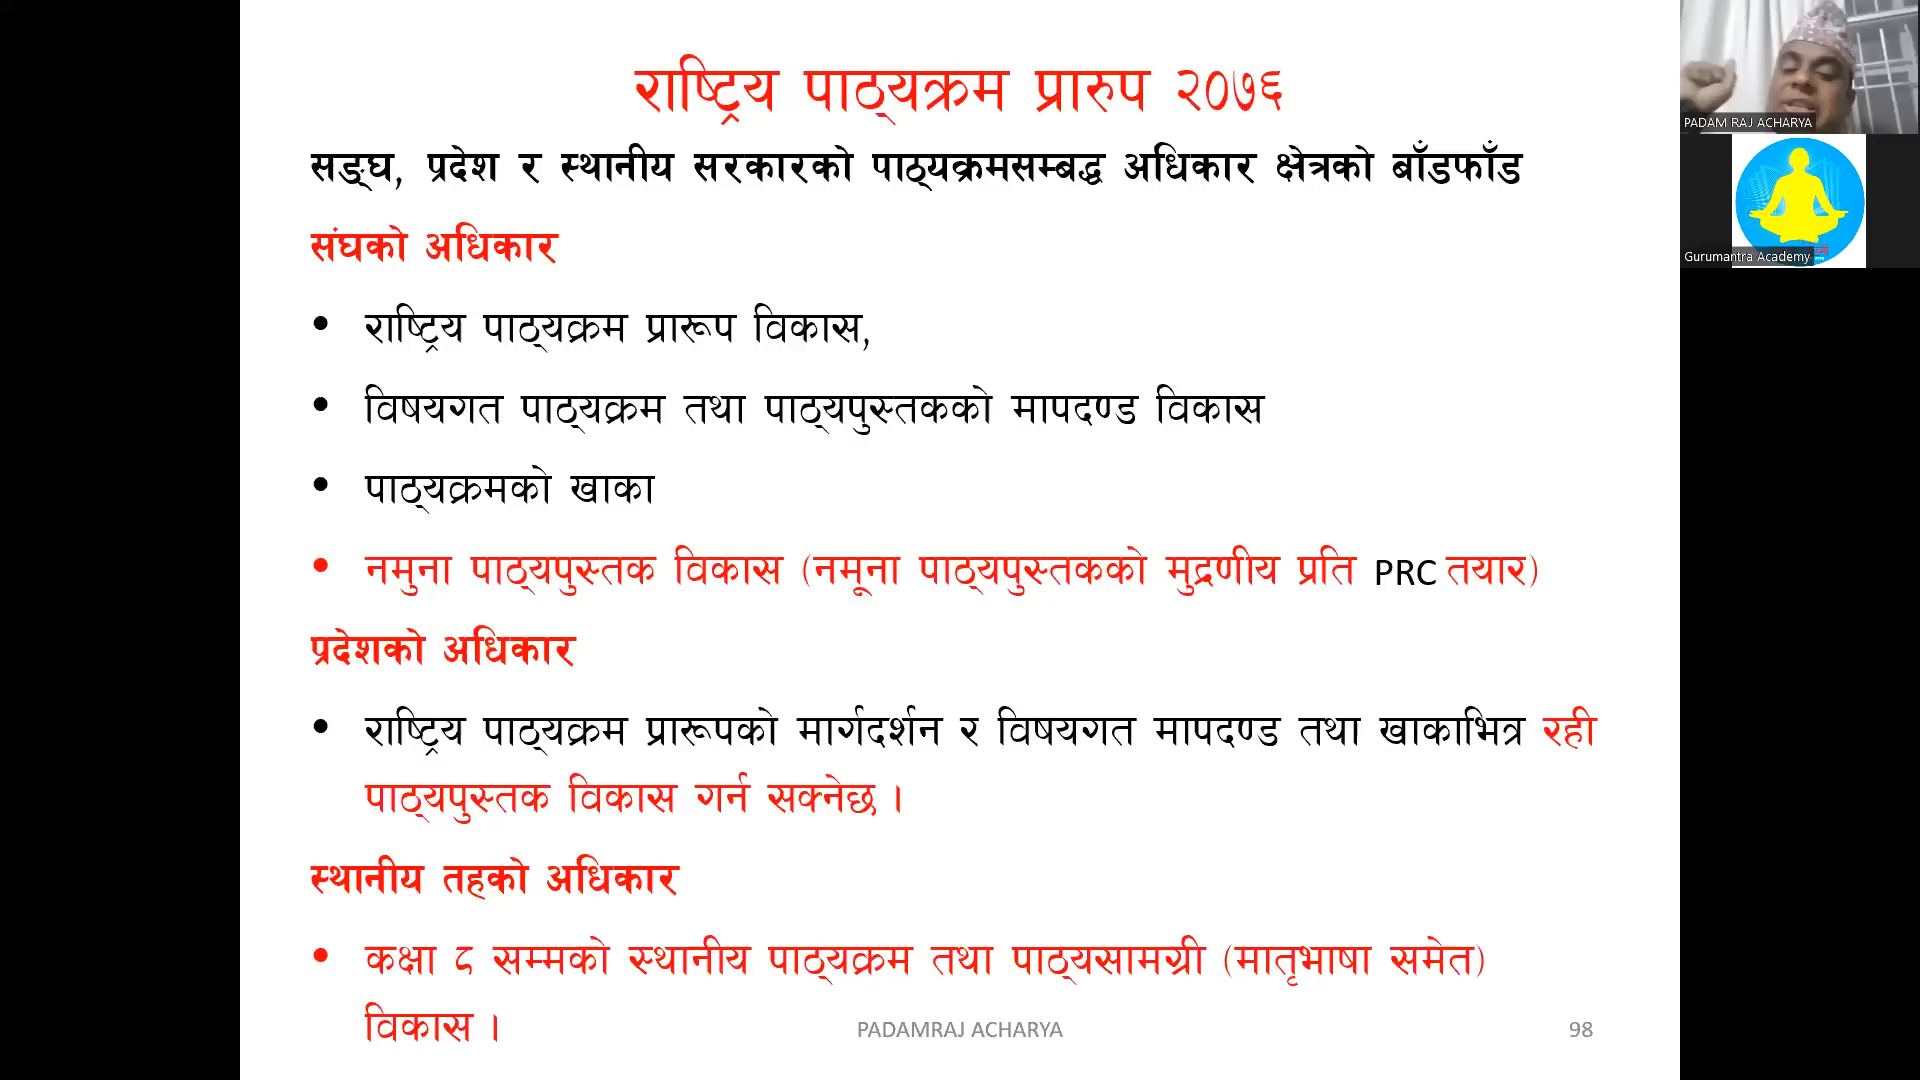 राष्ट्रिय पाठ्यक्रम प्रारुप २०७६
सङ्घ, प्रदेश र स्थानीय सरकारको पाठ्यक्रमसम्बद्ध अधिकार क्षेत्रको बाँडफाँड
संघको अधिकार
• राष्ट्रिय पाठ्यक्रम प्रारूप विकास,
• विषयगत पाठ्यक्रम तथा पाठ्यपुस्तकको मापदण्ड विकास
• पाठ्यक्रमको खाका
• नमुना पाठ्यपुस्तक विकास (नमूना पाठ्यपुस्तकको मुद्रणीय प्रति PRC तयार)
प्रदेशको अधिकार
• राष्ट्रिय पाठ्यक्रम प्रारूपको मार्गदर्शन र विषयगत मापदण्ड तथा खाकाभित्र रही
पाठ्यपुस्तक विकास गर्न सक्नेछ ।
स्थानीय तहको अधिकार
• कक्षा ८ सम्मको स्थानीय पाठ्यक्रम तथा पाठ्यसामग्री (मातृभाषा समेत)
विकास ।
PADAMRAJ ACHARYA
98
PADAM RAJ ACHARYA
Gurumantra Academy